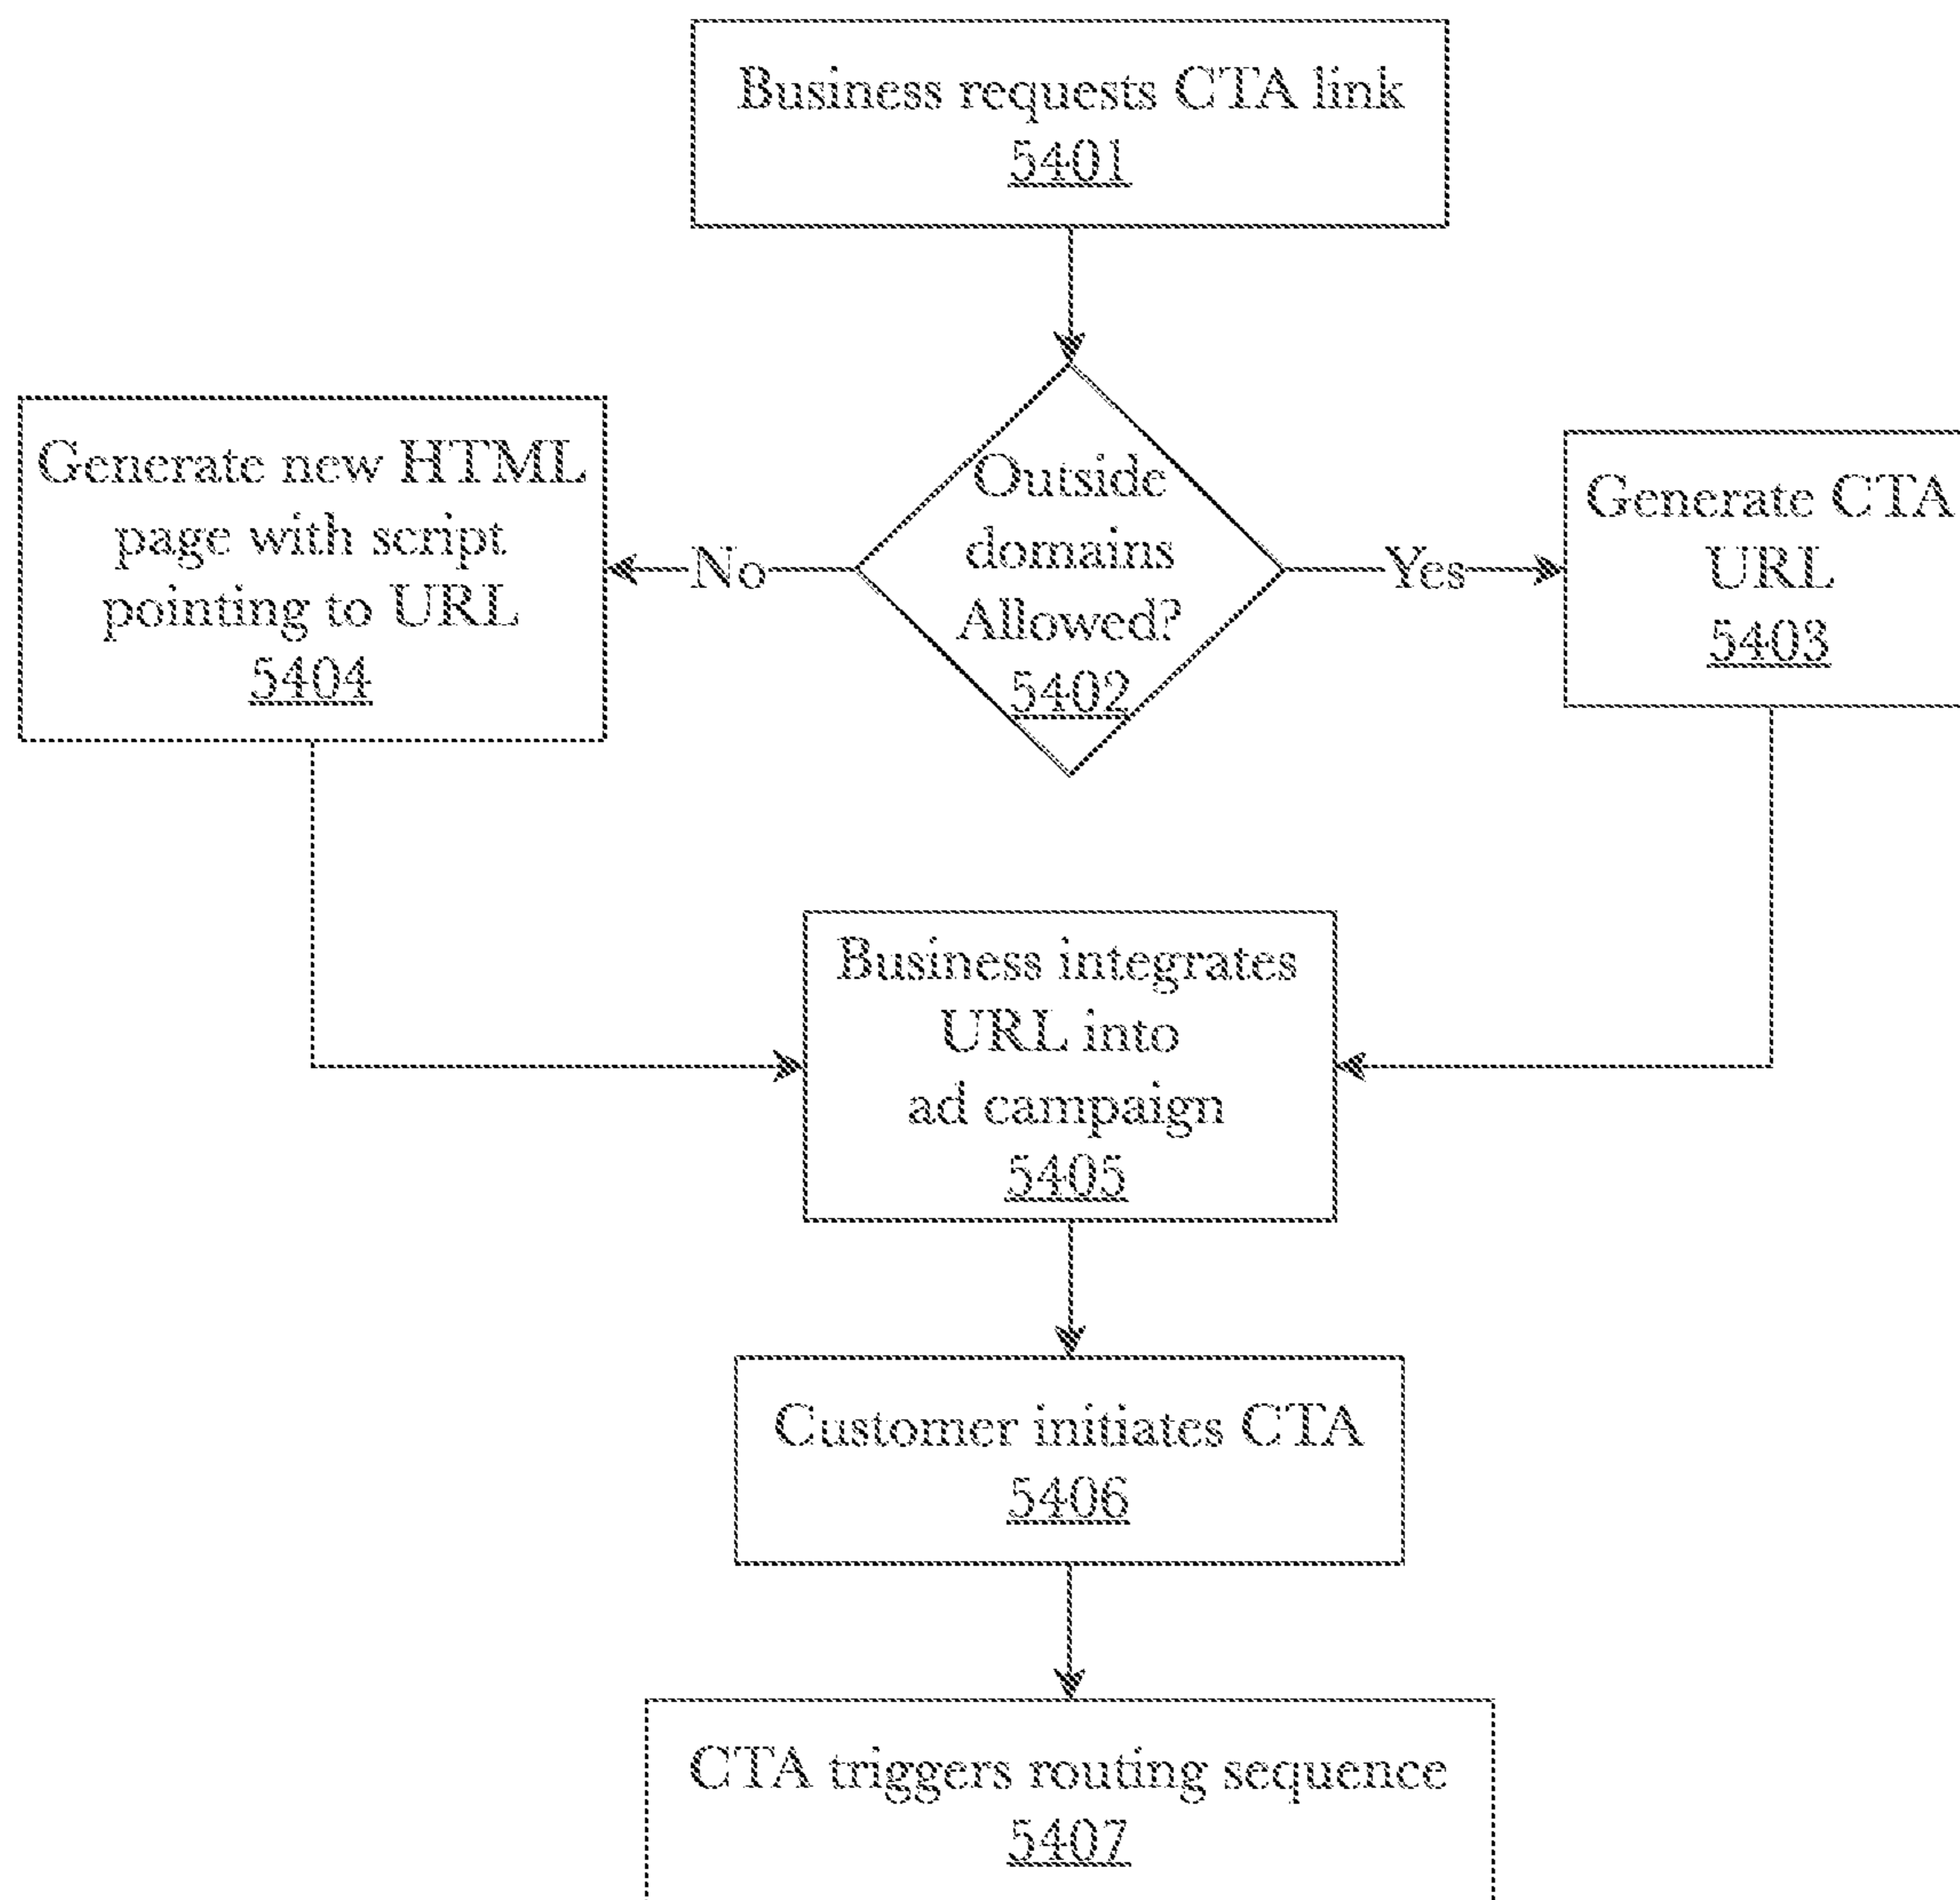 Business requests CTA link
5401
Generate new HTML
page with script
pointing to URL
5404
No
Outside
domains
Allowed?
5402
Yes
Generate CTA
URL
5403
Business integrates
URL into
ad campaign
5405
Customer initiates CTA
5406
CTA triggers routing sequence
5407